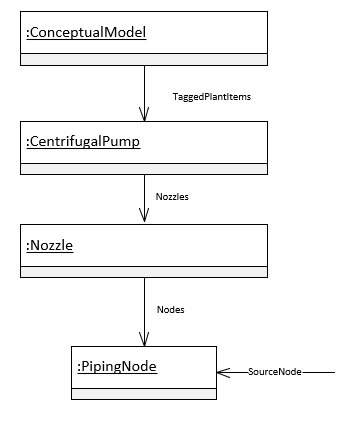 :ConceptualModel
TaggedPlantItems
:CentrifugalPump
Nozzles
:Nozzle
Nodes
:PipingNode
SourceNode